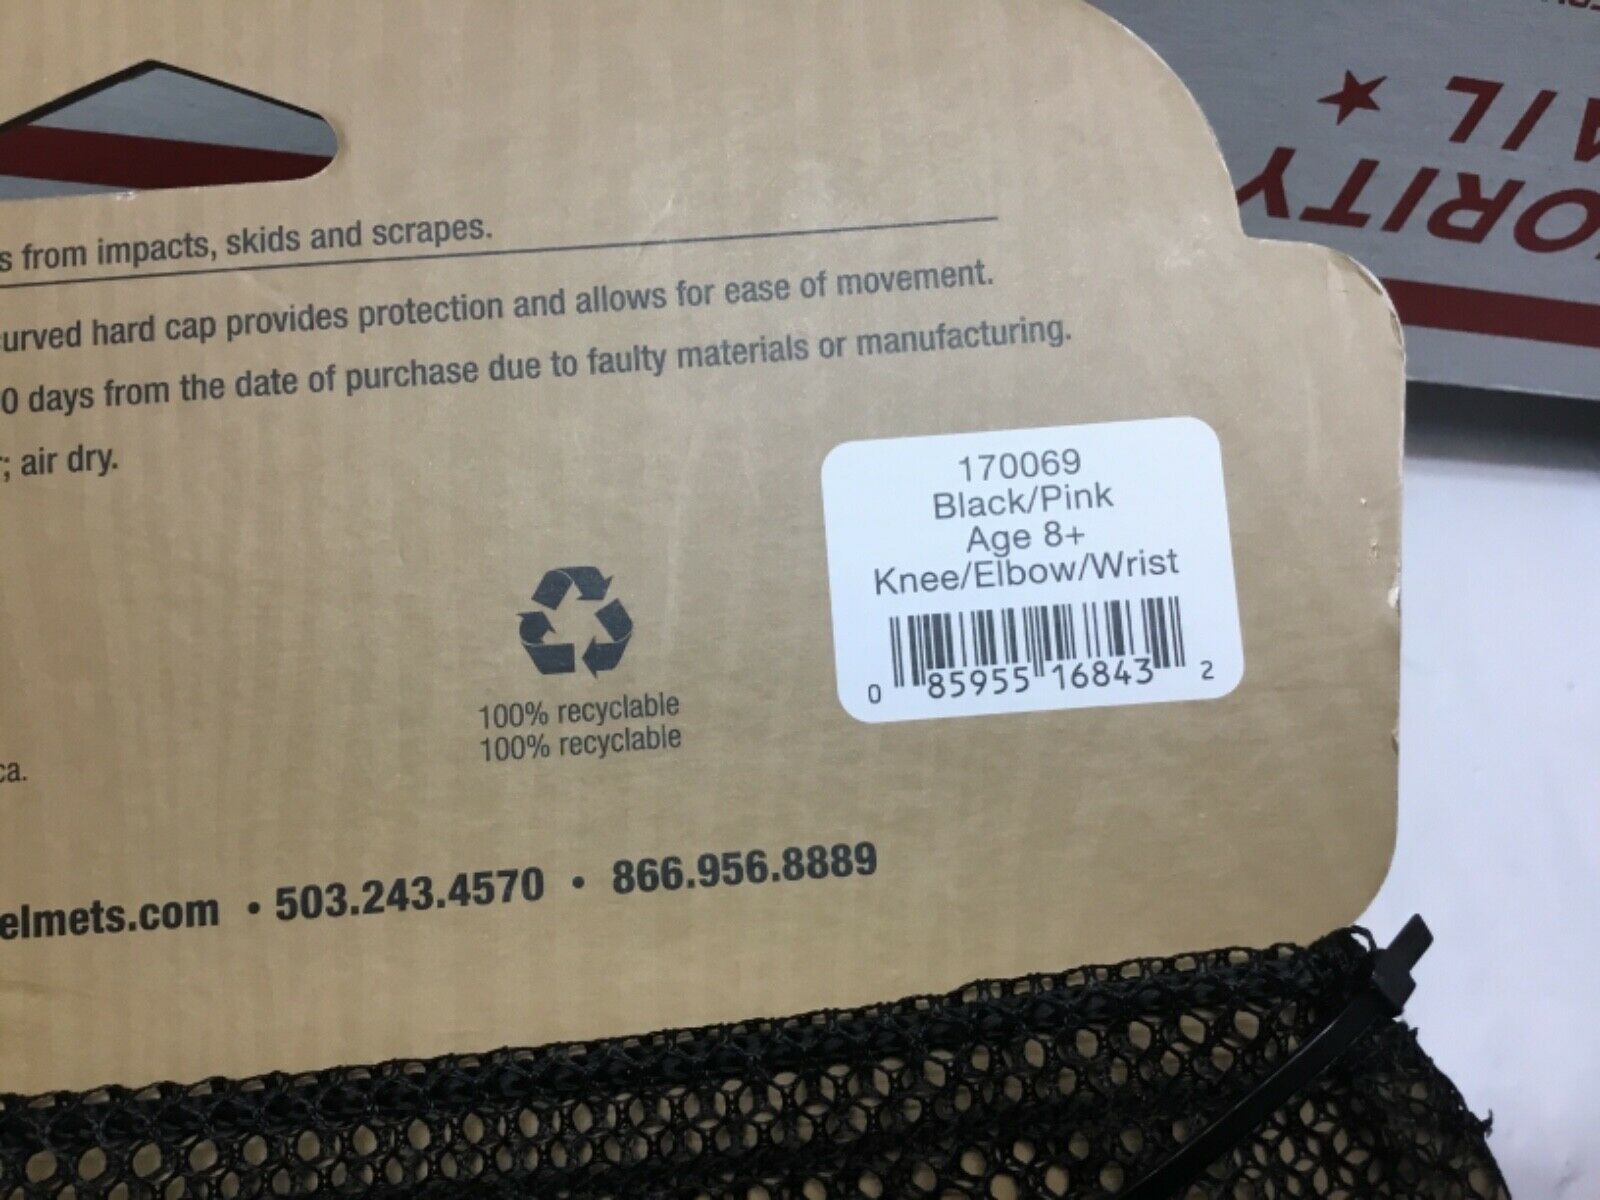 s from impacts, skids and scrapes.
urved hard cap provides protection and allows for ease of movement.
0 days from the date of purchase due to faulty materials or manufacturing.
; air dry.
170069
Black/Pink
Age 8+
Knee/Elbow/Wrist
0 85955 16843 2
100% recyclable
100% recyclable
ca.
elmets.com • 503.243.4570 • 866.956.8889
ORITY
AIL